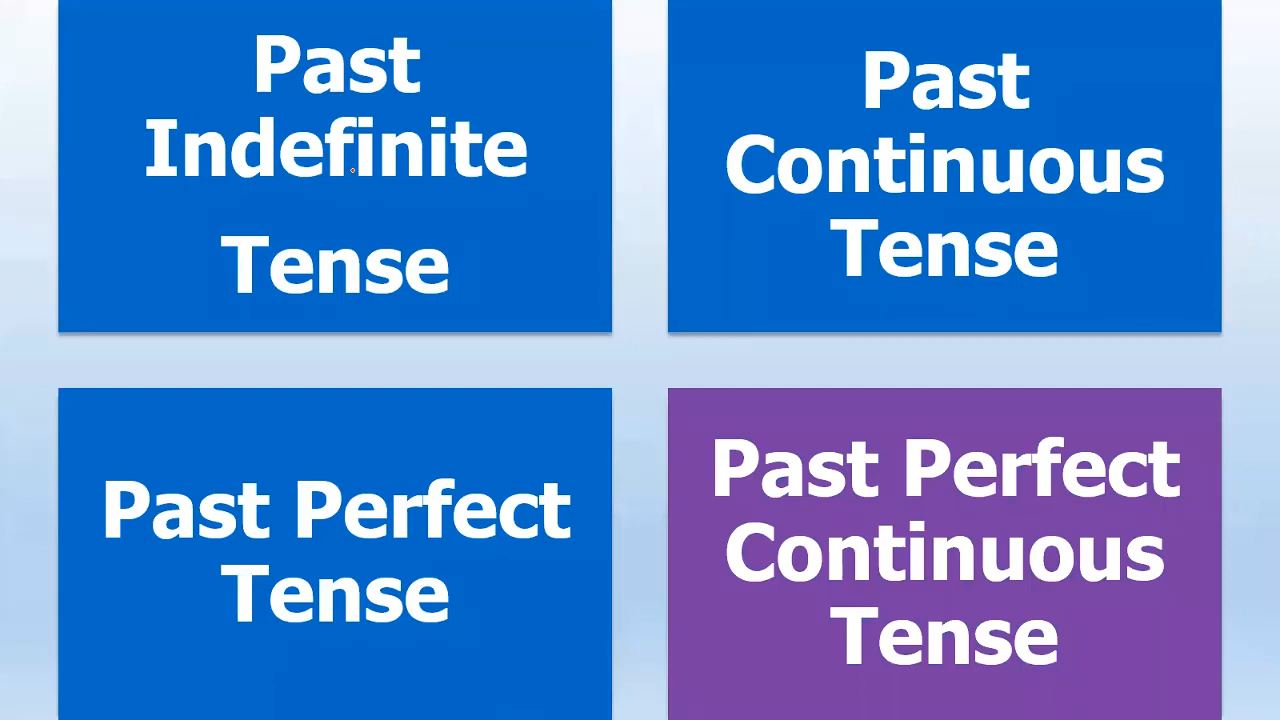 Past
Indefinite
Tense
Past
Continuous
Tense
Past Perfect
Tense
Past Perfect
Continuous
Tense